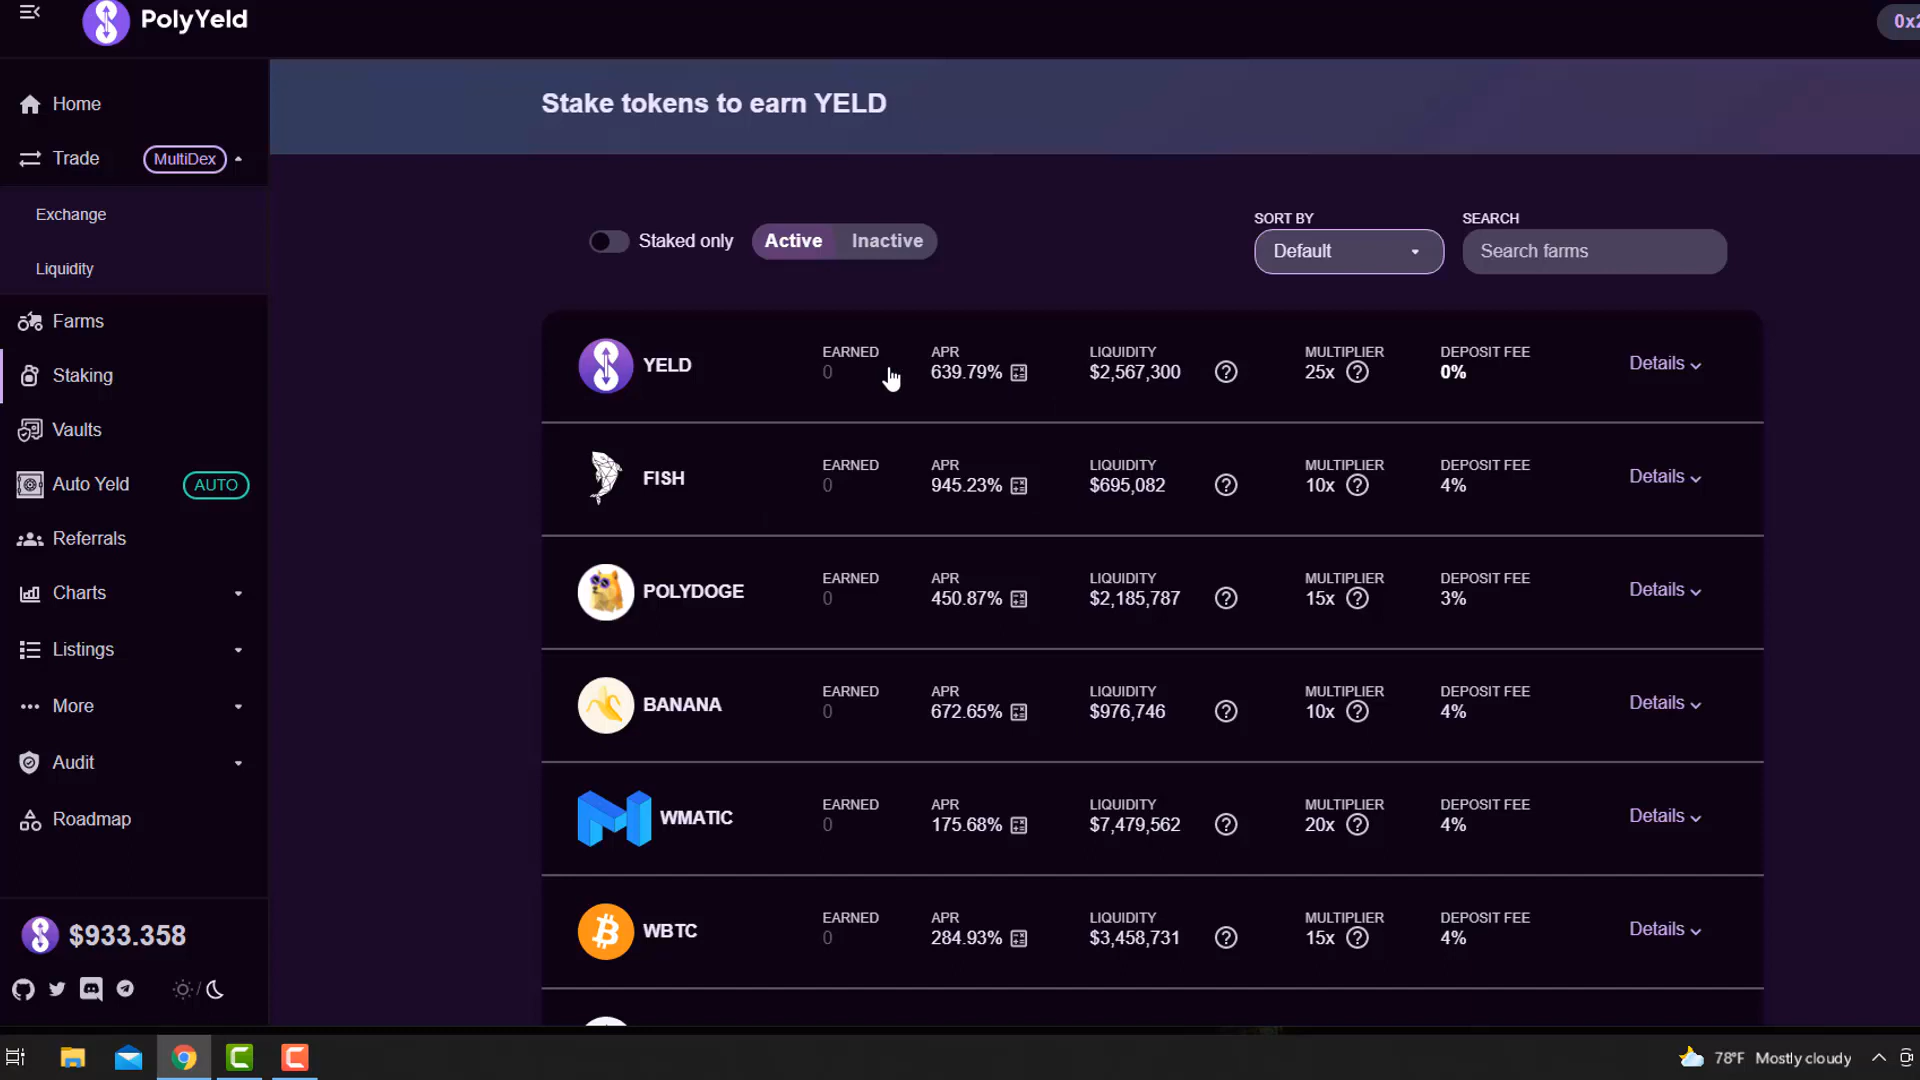 PolyYeld
0x2
Home
Trade MultiDex
Exchange
Liquidity
Farms
Staking
Vaults
Auto Yeld AUTO
Referrals
Charts
Listings
More
Audit
Roadmap
$933.358
Stake tokens to earn YELD
Staked only Active Inactive
SORT BY
Default
SEARCH
Search farms
YELD
EARNED APR LIQUIDITY MULTIPLIER DEPOSIT FEE
0 639.79% $2,567,300 25x 0%
Details
FISH
EARNED APR LIQUIDITY MULTIPLIER DEPOSIT FEE
0 945.23% $695,082 10x 4%
Details
POLYDOGE
EARNED APR LIQUIDITY MULTIPLIER DEPOSIT FEE
0 450.87% $2,185,787 15x 3%
Details
BANANA
EARNED APR LIQUIDITY MULTIPLIER DEPOSIT FEE
0 672.65% $976,746 10x 4%
Details
WMATIC
EARNED APR LIQUIDITY MULTIPLIER DEPOSIT FEE
0 175.68% $7,479,562 20x 4%
Details
WBTC
EARNED APR LIQUIDITY MULTIPLIER DEPOSIT FEE
0 284.93% $3,458,731 15x 4%
Details
78°F Mostly cloudy